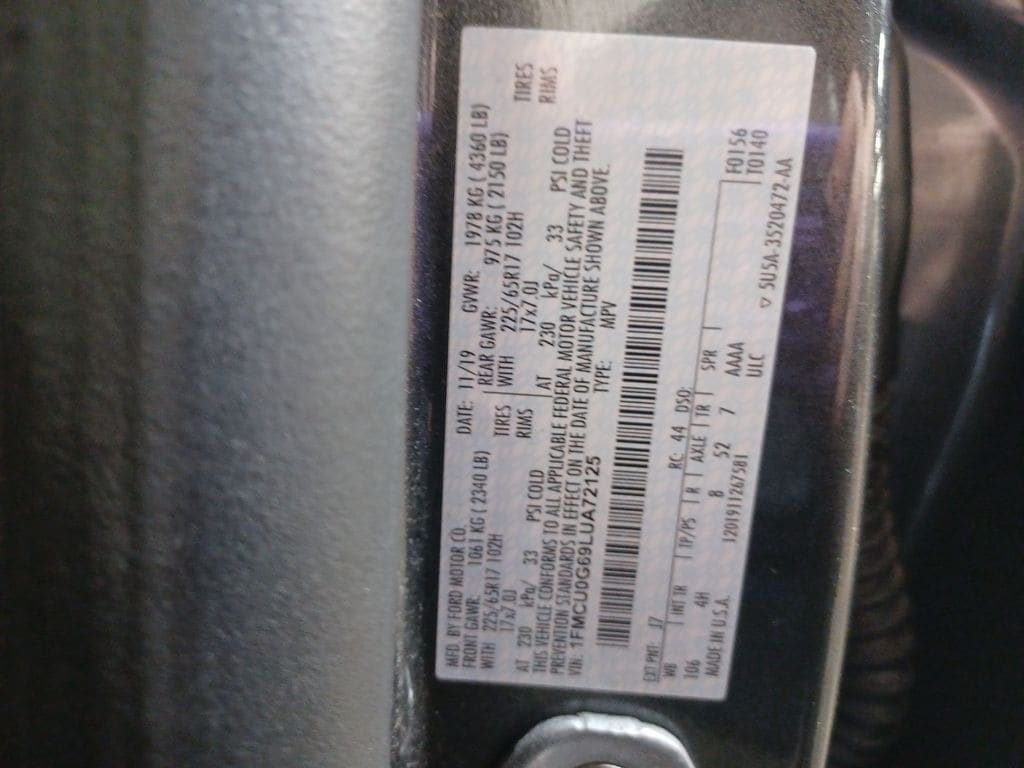 MFD. BY FORD MOTOR CO.
DATE: 11/19 GVWR: 1978 KG ( 4360 LB)
FRONT GAWR: 1061 KG ( 2340 LB) REAR GAWR: 975 KG ( 2150 LB)
WITH 225/65R17 102H TIRES WITH 225/65R17 102H TIRES
17x7.0J RIMS 17x7.0J RIMS
AT 230 kPa/ 33 PSI COLD AT 230 kPa/ 33 PSI COLD
THIS VEHICLE CONFORMS TO ALL APPLICABLE FEDERAL MOTOR VEHICLE SAFETY AND THEFT
PREVENTION STANDARDS IN EFFECT ON THE DATE OF MANUFACTURE SHOWN ABOVE.
VIN: 1FMCU0G69LUA72125 TYPE: MPV
EXT PNT: J7 RC: 44 DSO:
WB INT TR TP/PS R AXLE TR SPR F0156
106 4H 8 52 7 AAAA T0140
MADE IN U.S.A. 12019112675B1 ULC
▽ 5U5A-3520472-AA